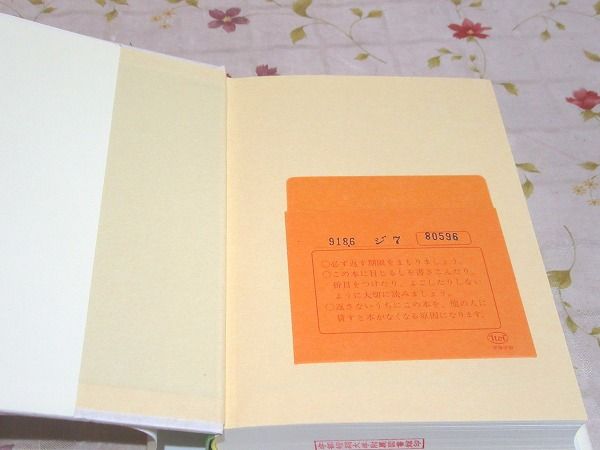 9186 ジ7 80596
○必ず返す期限をまもりましょう。
○この本に目じるしを書きこんだり、
折目をつけたり、よごしたりしない
ように大切に読みましょう。
○返さないうちにこの本を、他の人に
貸すと本がなくなる原因になります。